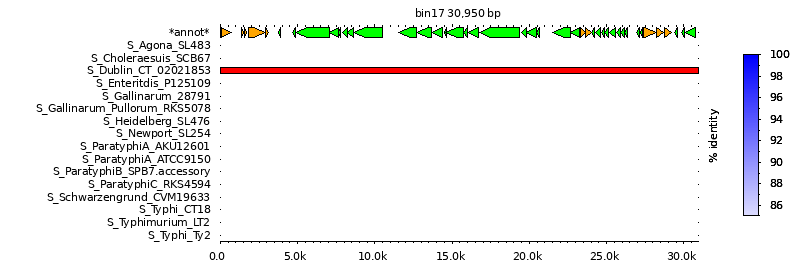 bin17 30,950 bp
*annot*
S_Agona_SL483
S_Choleraesuis_SCB67
S_Dublin_CT_02021853
S_Enteritdis_P125109
S_Gallinarum_28791
S_Gallinarum_Pullorum_RKS5078
S_Heidelberg_SL476
S_Newport_SL254
S_ParatyphiA_AKU12601
S_ParatyphiA_ATCC9150
S_ParatyphiB_SPB7.accessory
S_ParatyphiC_RKS4594
S_Schwarzengrund_CVM19633
S_Typhi_CT18
S_Typhimurium_LT2
S_Typhi_Ty2
0.0 5.0k 10.0k 15.0k 20.0k 25.0k 30.0k
% identity
100
98
96
94
92
90
88
86